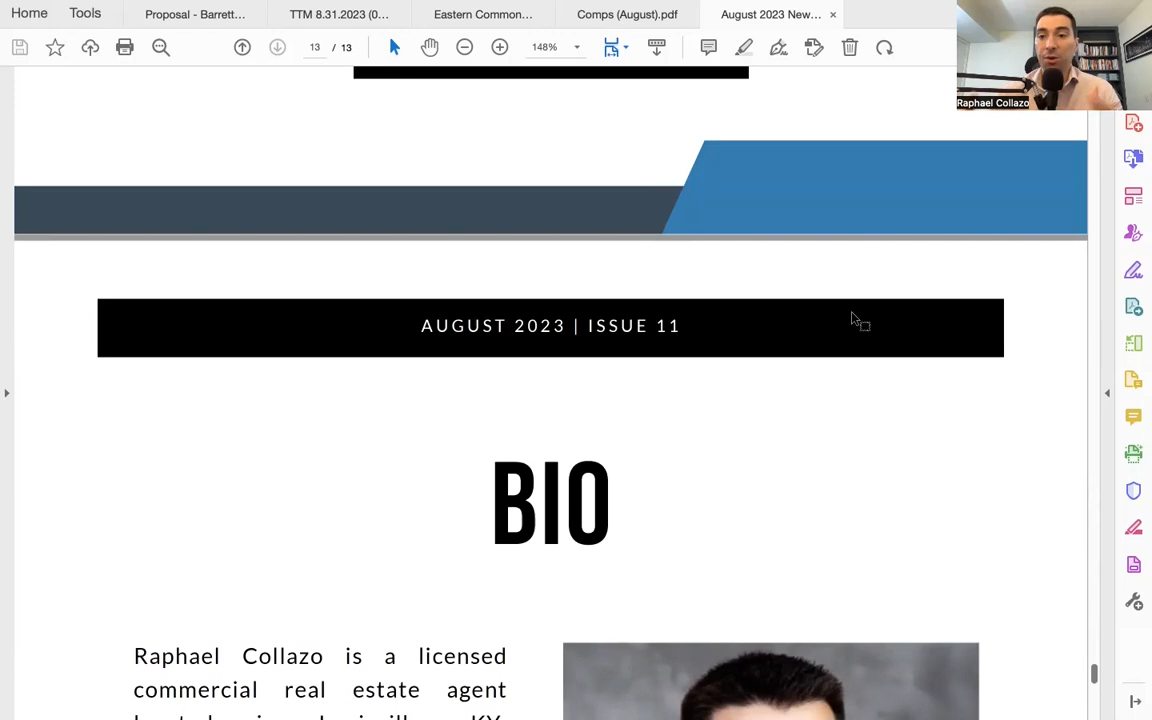 Home
Tools
Proposal - Barrett...
TTM 8.31.2023 (0...
Eastern Common...
Comps (August).pdf
August 2023 New...
13 / 13
148%
Raphael Collazo
AUGUST 2023 | ISSUE 11
BIO
Raphael Collazo is a licensed
commercial real estate agent